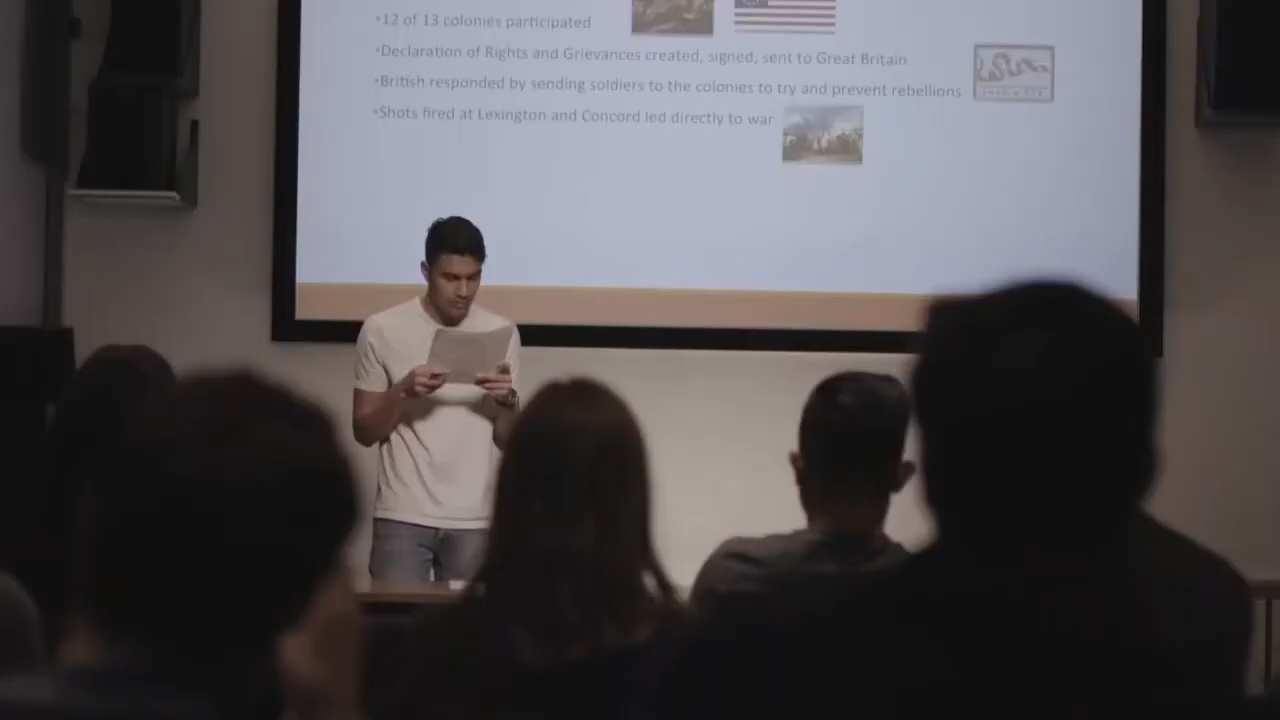 •12 of 13 colonies participated
•Declaration of Rights and Grievances created, signed, sent to Great Britain
•British responded by sending soldiers to the colonies to try and prevent rebellions
•Shots fired at Lexington and Concord led directly to war